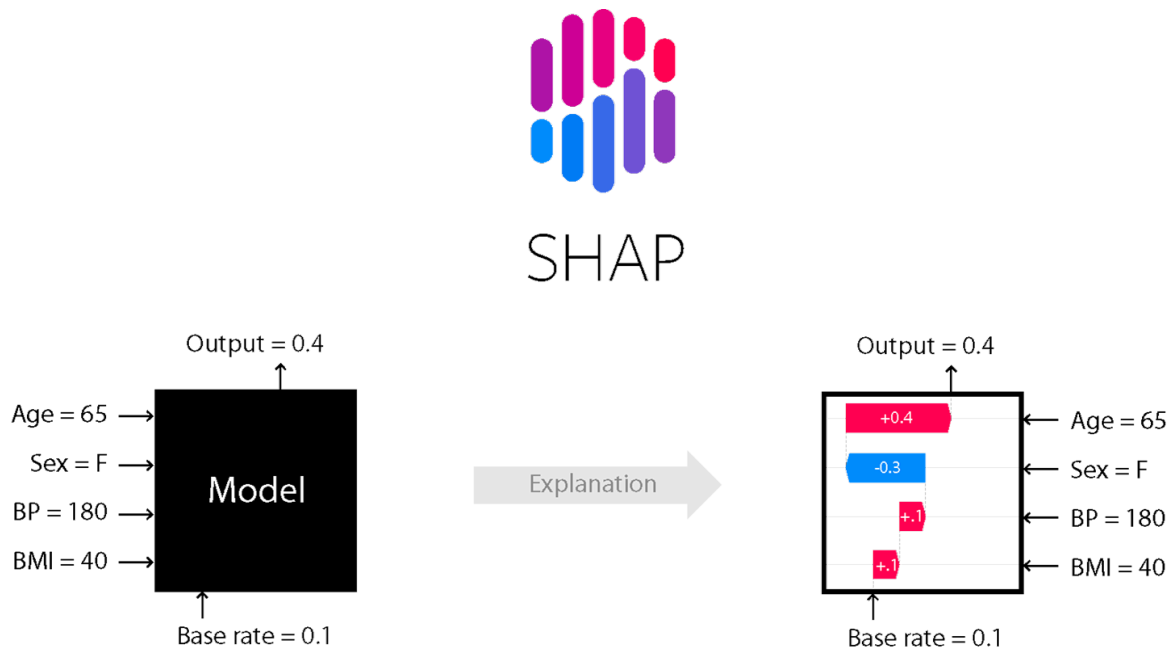 SHAP
Output = 0.4
Age = 65
Sex = F
BP = 180
BMI = 40
Model
Base rate = 0.1
Explanation
Output = 0.4
+0.4
Age = 65
-0.3
Sex = F
+.1
BP = 180
+.1
BMI = 40
Base rate = 0.1